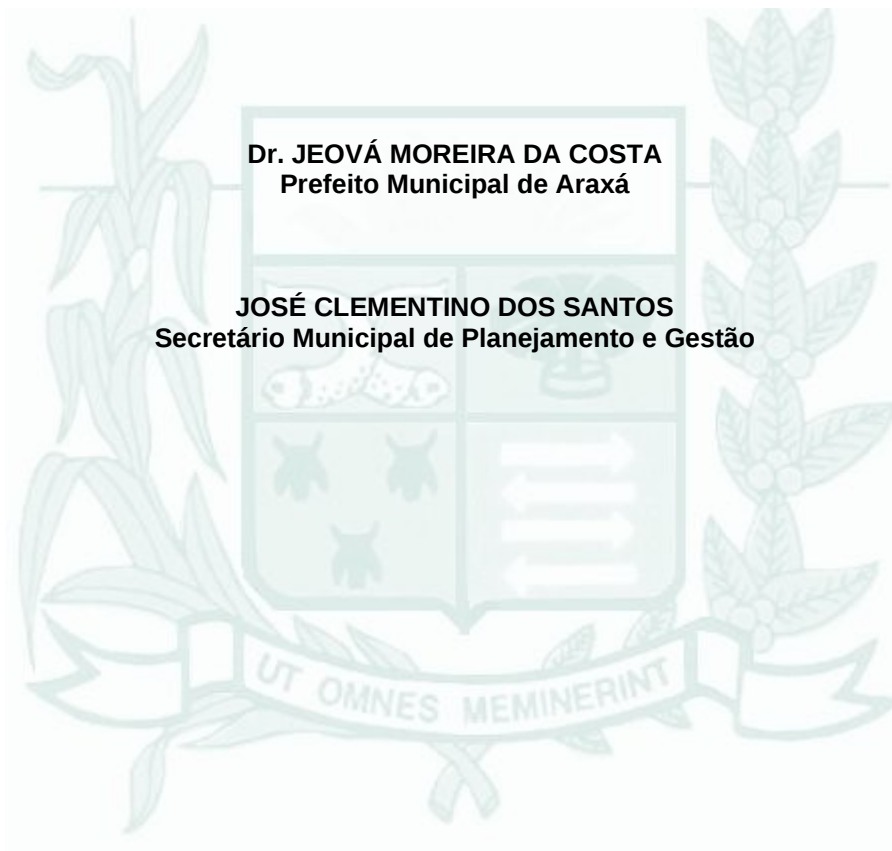 Dr. JEOVÁ MOREIRA DA COSTA
Prefeito Municipal de Araxá
JOSÉ CLEMENTINO DOS SANTOS
Secretário Municipal de Planejamento e Gestão
UT OMNES MEMINERINT